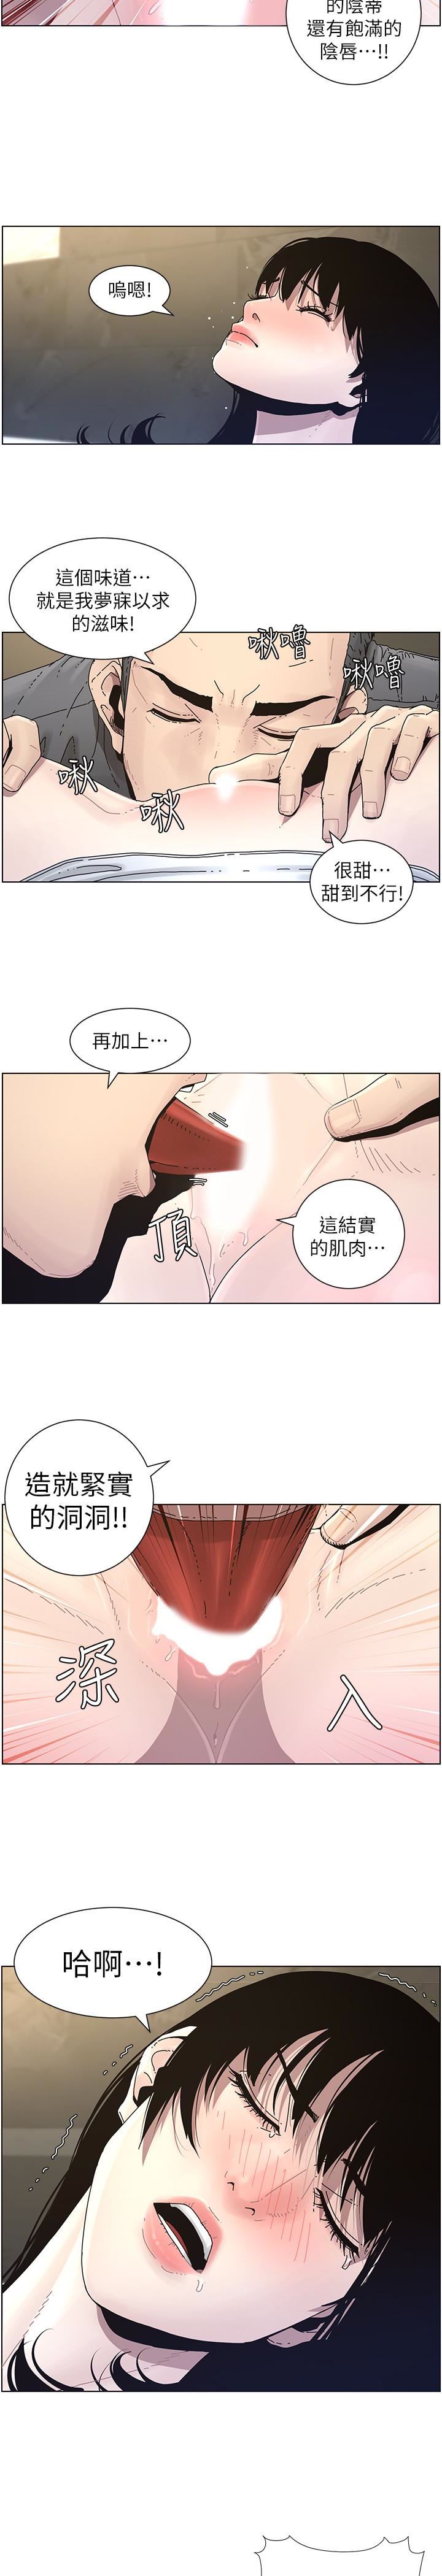 的陰蒂
還有飽滿的
陰唇…!!
嗚嗯!
這個味道…
就是我夢寐以求
的滋味!
啾嚕
啾嚕
啾
啾
很甜…
甜到不行!
再加上…
頂
這結實
的肌肉…
造就緊實
的洞洞!!
深
入
哈啊…!